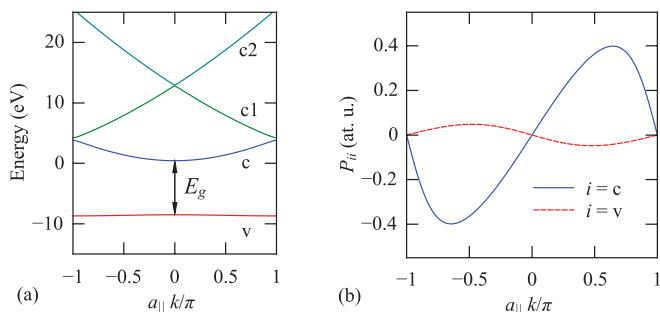 20
10
0
−10
Energy (eV)
c2
c1
c
E_g
v
−1
−0.5
0
0.5
1
(a)
a_|| k/π
0.4
0.2
0
−0.2
−0.4
P_ii (at. u.)
i = c
i = v
−1
−0.5
0
0.5
1
(b)
a_|| k/π